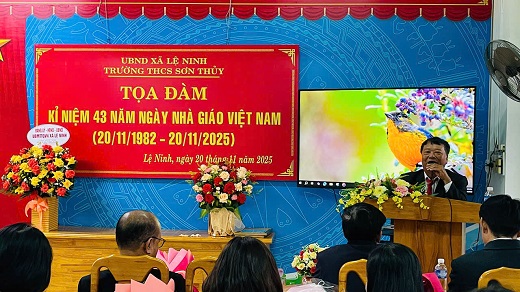 UBND XÃ LỆ NINH
TRƯỜNG THCS SƠN THỦY
TỌA ĐÀM
KỈ NIỆM 43 NĂM NGÀY NHÀ GIÁO VIỆT NAM
(20/11/1982 – 20/11/2025)
Lệ Ninh, ngày 20 tháng 11 năm 2025